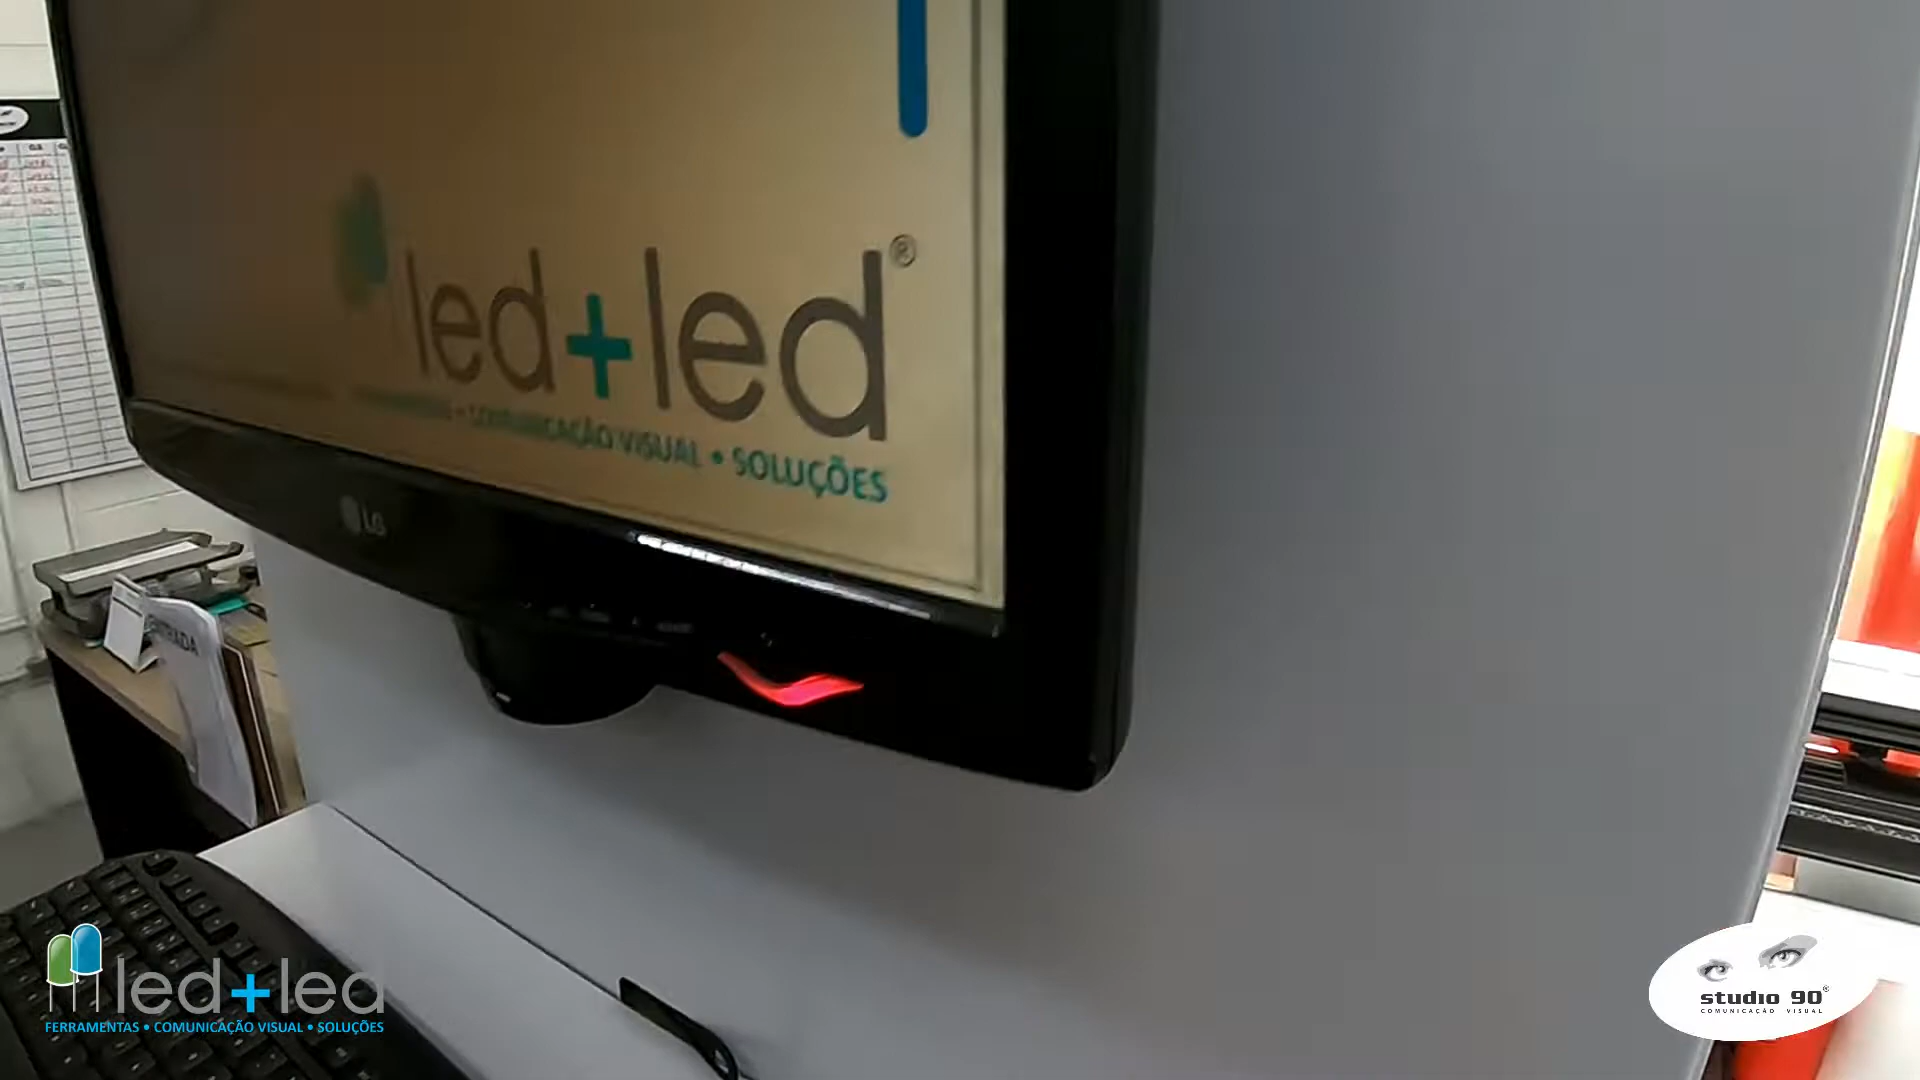 led+led®
COMUNICAÇÃO VISUAL • SOLUÇÕES
LG
led+led
FERRAMENTAS • COMUNICAÇÃO VISUAL • SOLUÇÕES
studio 90®
COMUNICAÇÃO VISUAL